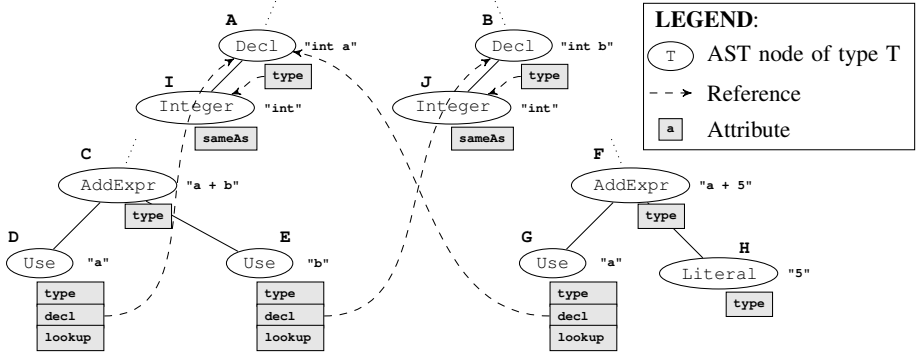 A
Decl
"int a"
type
I
Integer
"int"
sameAs
B
Decl
"int b"
type
J
Integer
"int"
sameAs
LEGEND:
T
AST node of type T
Reference
a
Attribute
C
AddExpr
"a + b"
type
D
Use
"a"
type
decl
lookup
E
Use
"b"
type
decl
lookup
F
AddExpr
"a + 5"
type
G
Use
"a"
type
decl
lookup
H
Literal
"5"
type